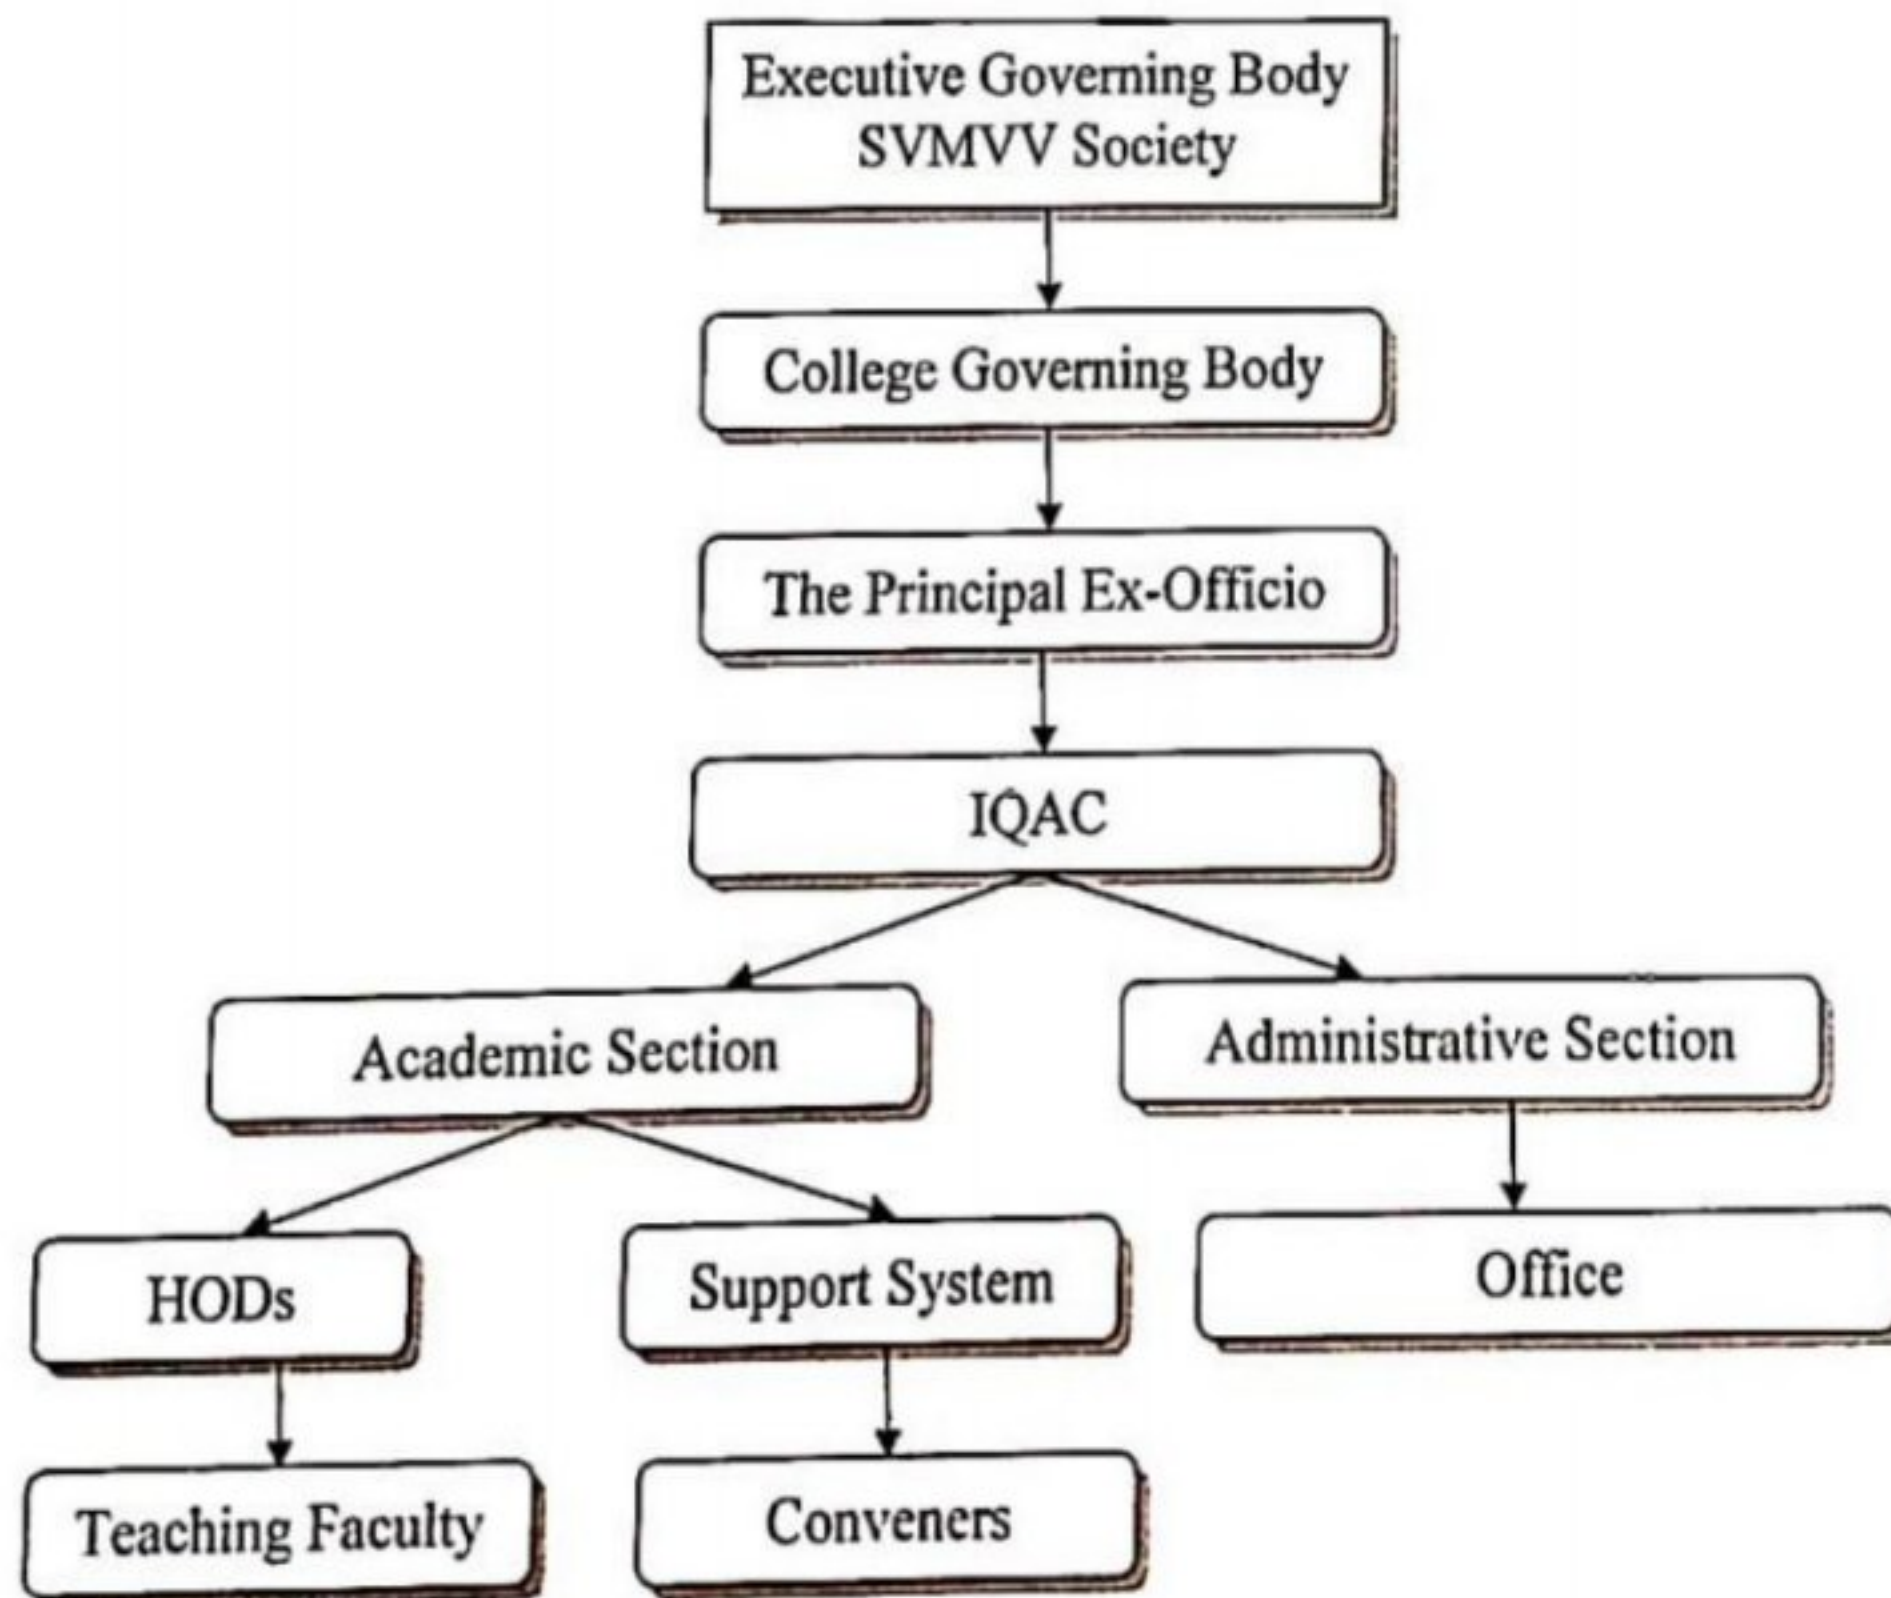 Executive Governing Body
SVMVV Society
College Governing Body
The Principal Ex-Officio
IQAC
Academic Section
Administrative Section
HODs
Support System
Office
Teaching Faculty
Conveners